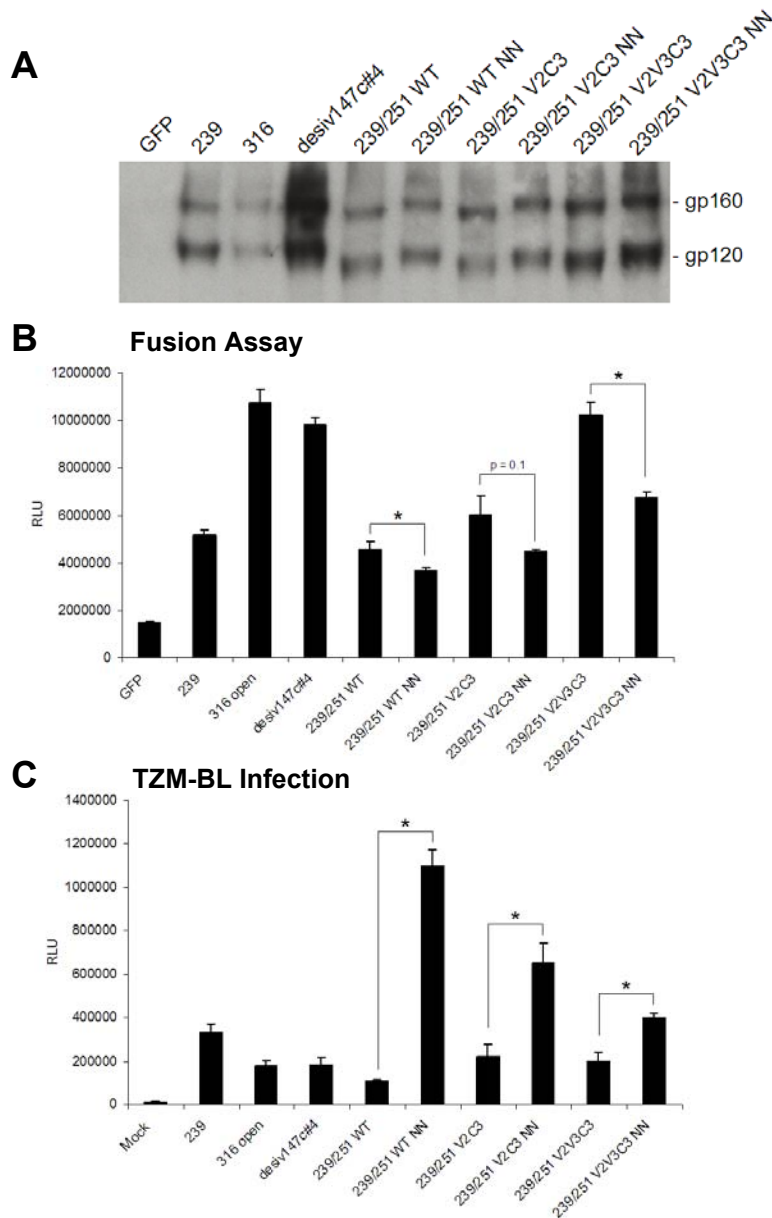 A
GFP
239
316
desiv147c#4
239/251 WT
239/251 WT NN
239/251 V2C3
239/251 V2C3 NN
239/251 V2V3C3
239/251 V2V3C3 NN
- gp160
- gp120
B
Fusion Assay
12000000
10000000
8000000
6000000
4000000
2000000
0
RLU
*
p = 0.1
*
GFP
239
316 open
desiv147c#4
239/251 WT
239/251 WT NN
239/251 V2C3
239/251 V2C3 NN
239/251 V2V3C3
239/251 V2V3C3 NN
C
TZM-BL Infection
1400000
1200000
1000000
800000
600000
400000
200000
0
RLU
*
*
*
Mock
239
316 open
desiv147c#4
239/251 WT
239/251 WT NN
239/251 V2C3
239/251 V2C3 NN
239/251 V2V3C3
239/251 V2V3C3 NN